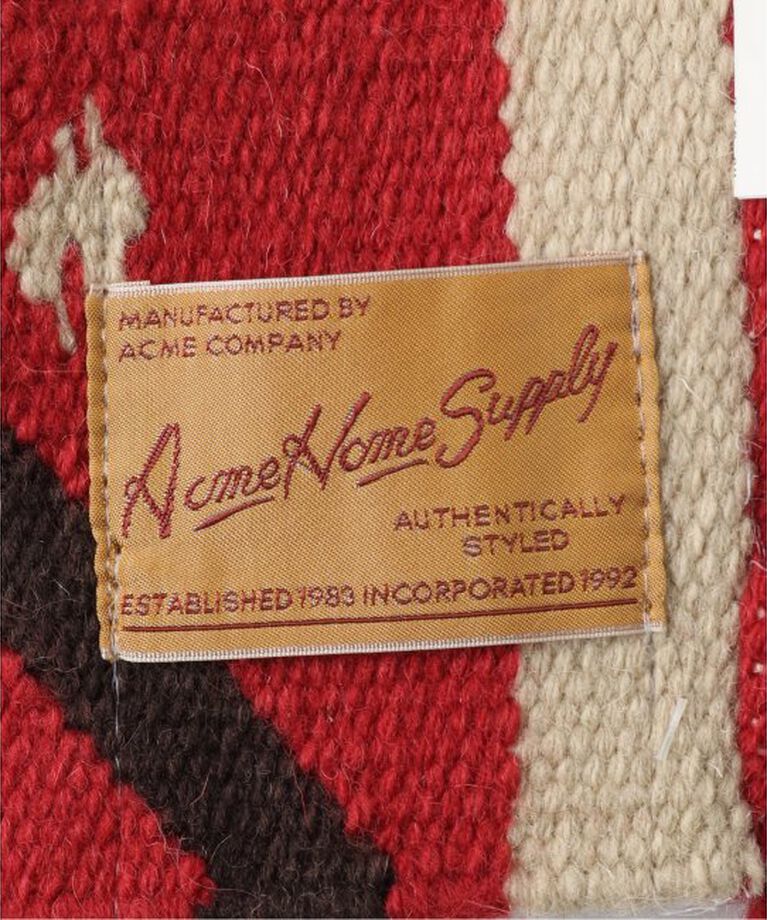 MANUFACTURED BY
ACME COMPANY
Acme Home Supply
AUTHENTICALLY
STYLED
ESTABLISHED 1983 INCORPORATED 1992